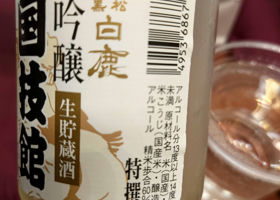 黒松
白鹿
吟醸
国技館
生貯蔵酒
特撰
4953 6867
アルコール分13度以上14度
未満 原材料名 米(国産)
米こうじ(国産米)・醸造
アルコール 精米歩合60%